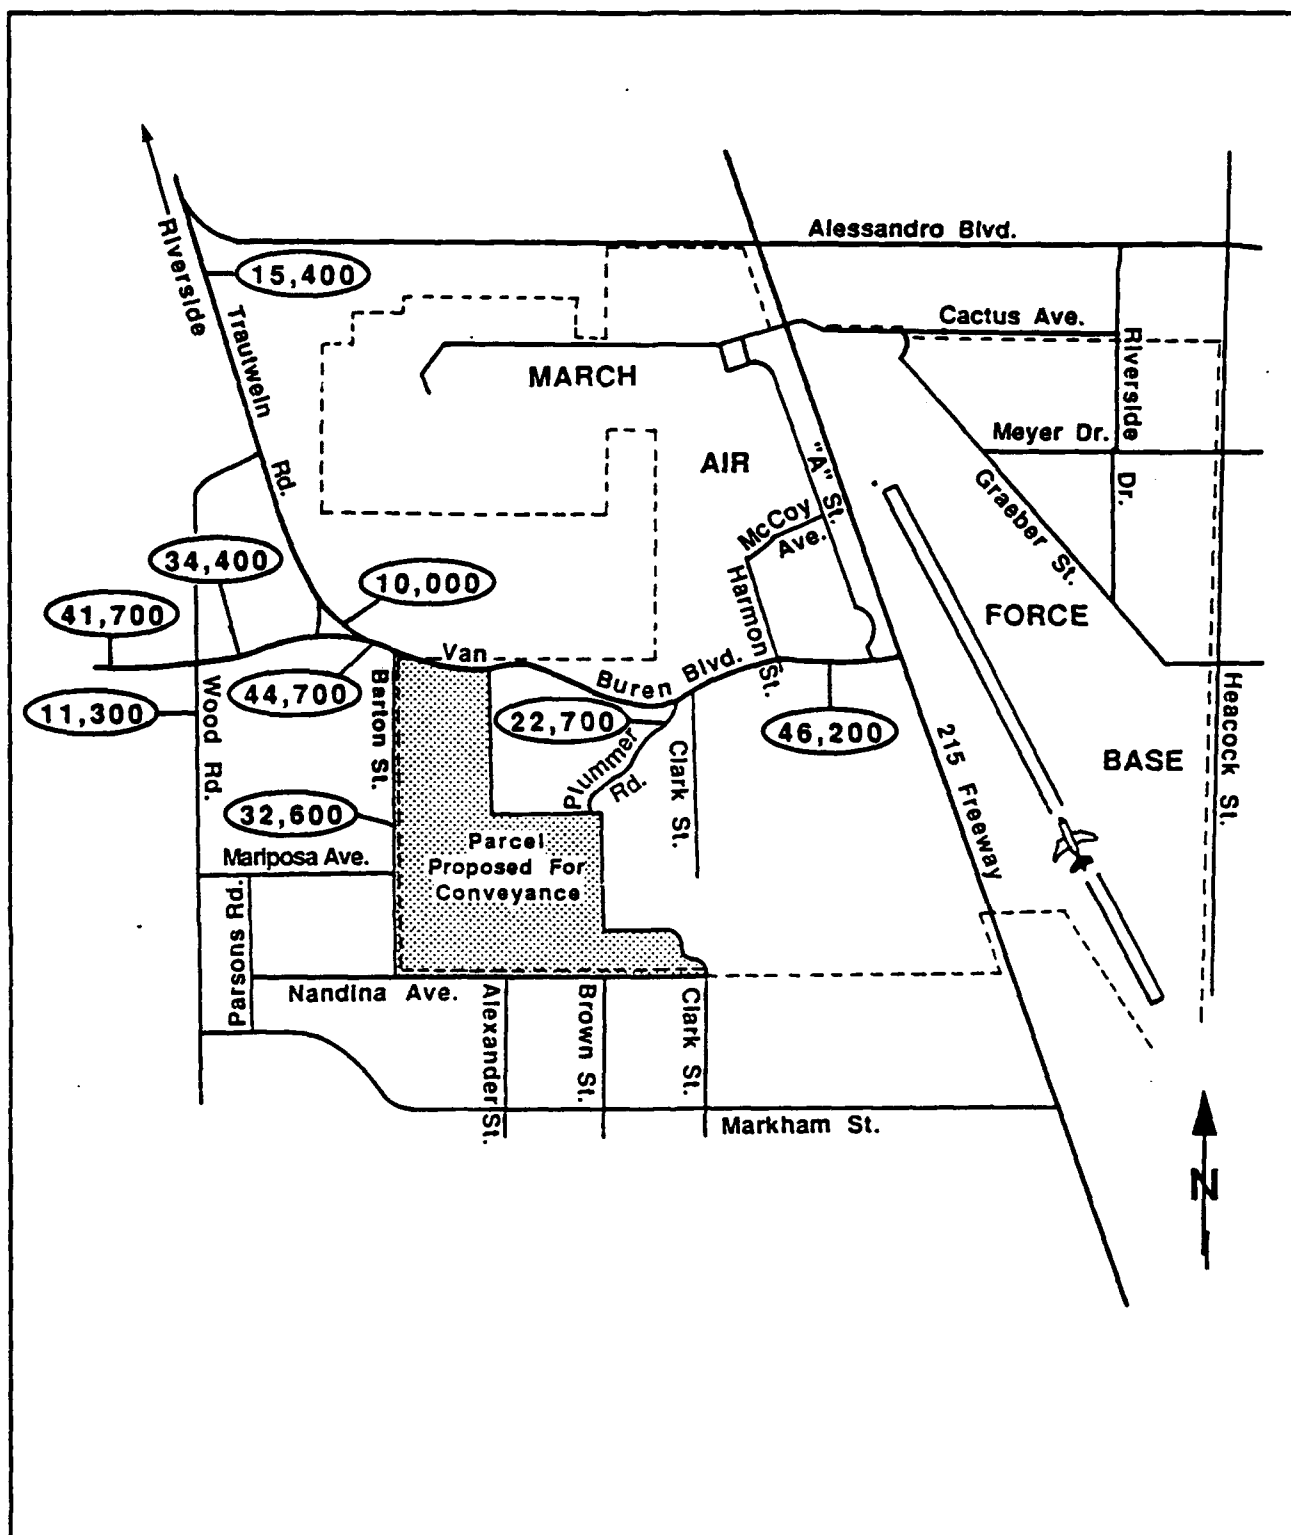 Alessandro Blvd.
Riverside
15,400
Trautwein
Rd.
Cactus Ave.
Riverside
Dr.
MARCH
Meyer Dr.
AIR
"A" St.
Graeber St.
McCoy
Ave.
34,400
10,000
41,700
Harmon St.
FORCE
Van
Buren Blvd.
44,700
11,300
Wood Rd.
Barton St.
22,700
Plummer
Rd.
Clark St.
46,200
215 Freeway
BASE
Heacock St.
32,600
Mariposa Ave.
Parcel
Proposed For
Conveyance
Parsons Rd.
Nandina Ave.
Alexander St.
Brown St.
Clark St.
Markham St.
N